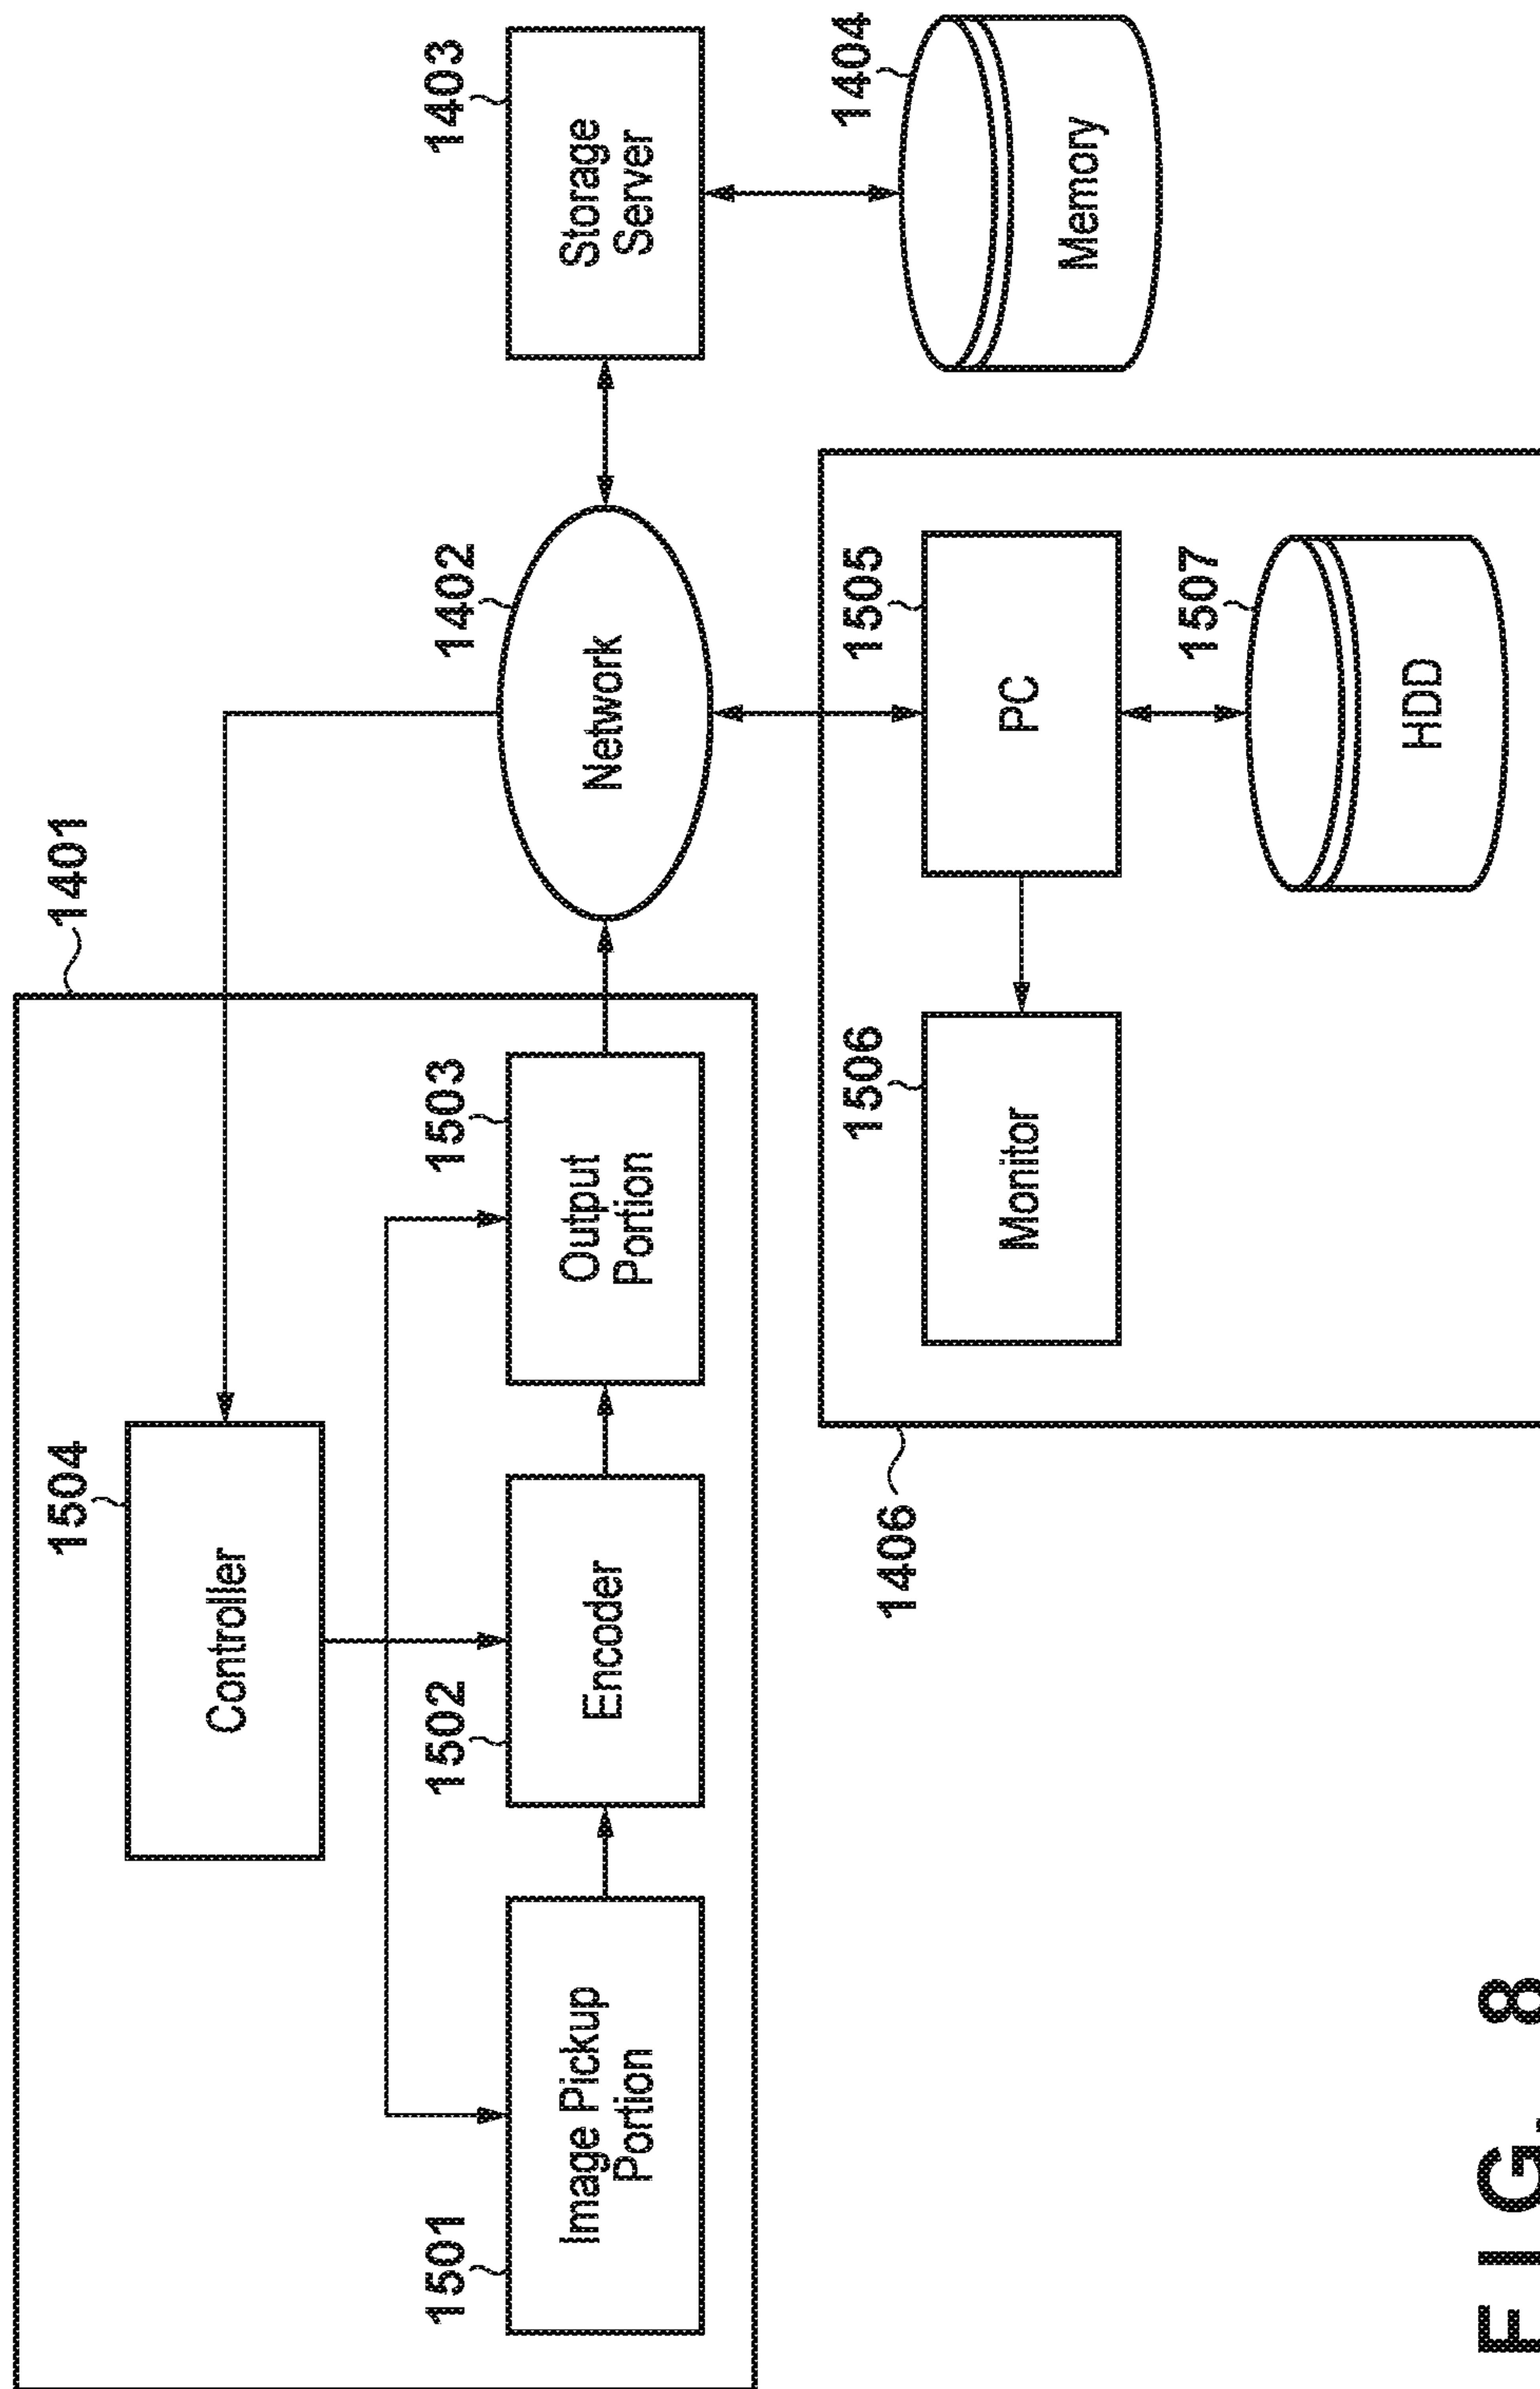 1401
1504
Controller
1501
Image Pickup
Portion
1502
Encoder
1503
Output
Portion
1402
Network
1403
Storage
Server
1404
Memory
1406
1506
Monitor
1505
PC
1507
HDD
FIG. 8